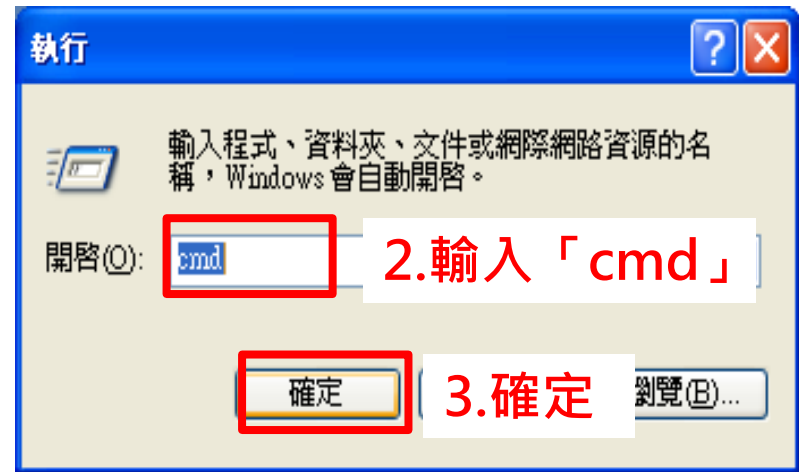 執行
輸入程式、資料夾、文件或網際網路資源的名
稱，Windows 會自動開啓。
開啓(O):
cmd
2.輸入「cmd」
確定
3.確定
瀏覽(B)...